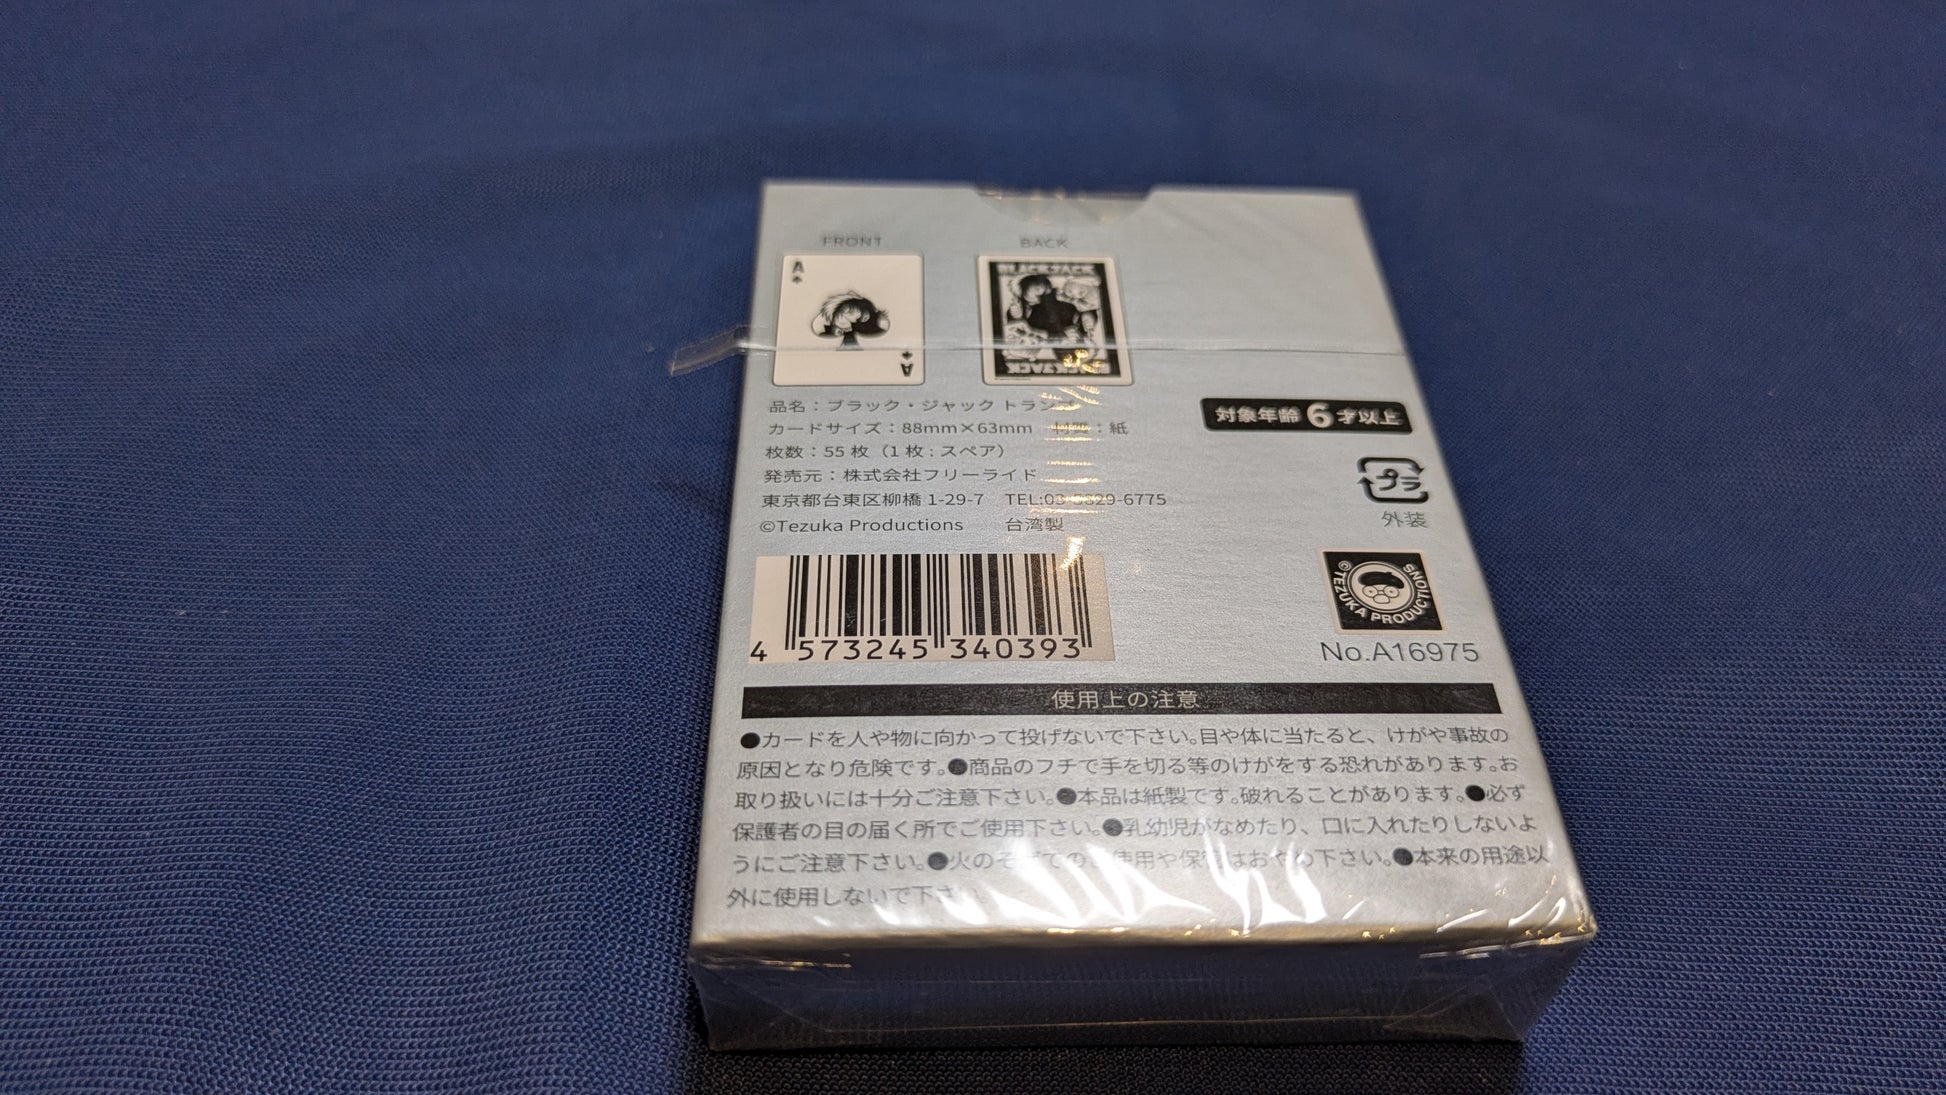 FRONT
BACK
A
A
BLACK JACK
品名：ブラック・ジャック トランプ
カードサイズ：88mm×63mm　材質：紙
枚数：55 枚（1 枚 : スペア）
発売元：株式会社フリーライド
東京都台東区柳橋 1-29-7　TEL:03-5829-6775
©Tezuka Productions　台湾製
対象年齢 6 才以上
プラ
外装
4 573245 340393
©TEZUKA PRODUCTIONS
No.A16975
使用上の注意
●カードを人や物に向かって投げないで下さい。目や体に当たると、けがや事故の
原因となり危険です。●商品のフチで手を切る等のけがをする恐れがあります。お
取り扱いには十分ご注意下さい。●本品は紙製です。破れることがあります。●必ず
保護者の目の届く所でご使用下さい。●乳幼児がなめたり、口に入れたりしないよ
うにご注意下さい。●火のそばでのご使用や保管はおやめ下さい。●本来の用途以
外に使用しないで下さい。